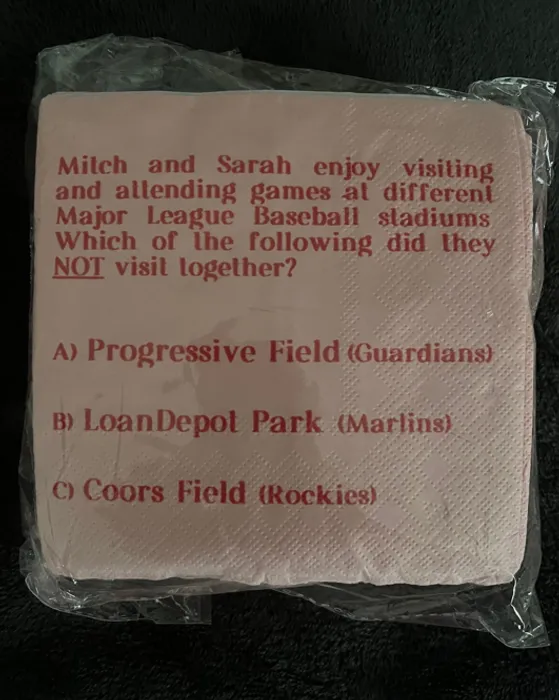 Mitch and Sarah enjoy visiting
and attending games at different
Major League Baseball stadiums
Which of the following did they
NOT visit together?
A) Progressive Field (Guardians)
B) LoanDepot Park (Marlins)
C) Coors Field (Rockies)